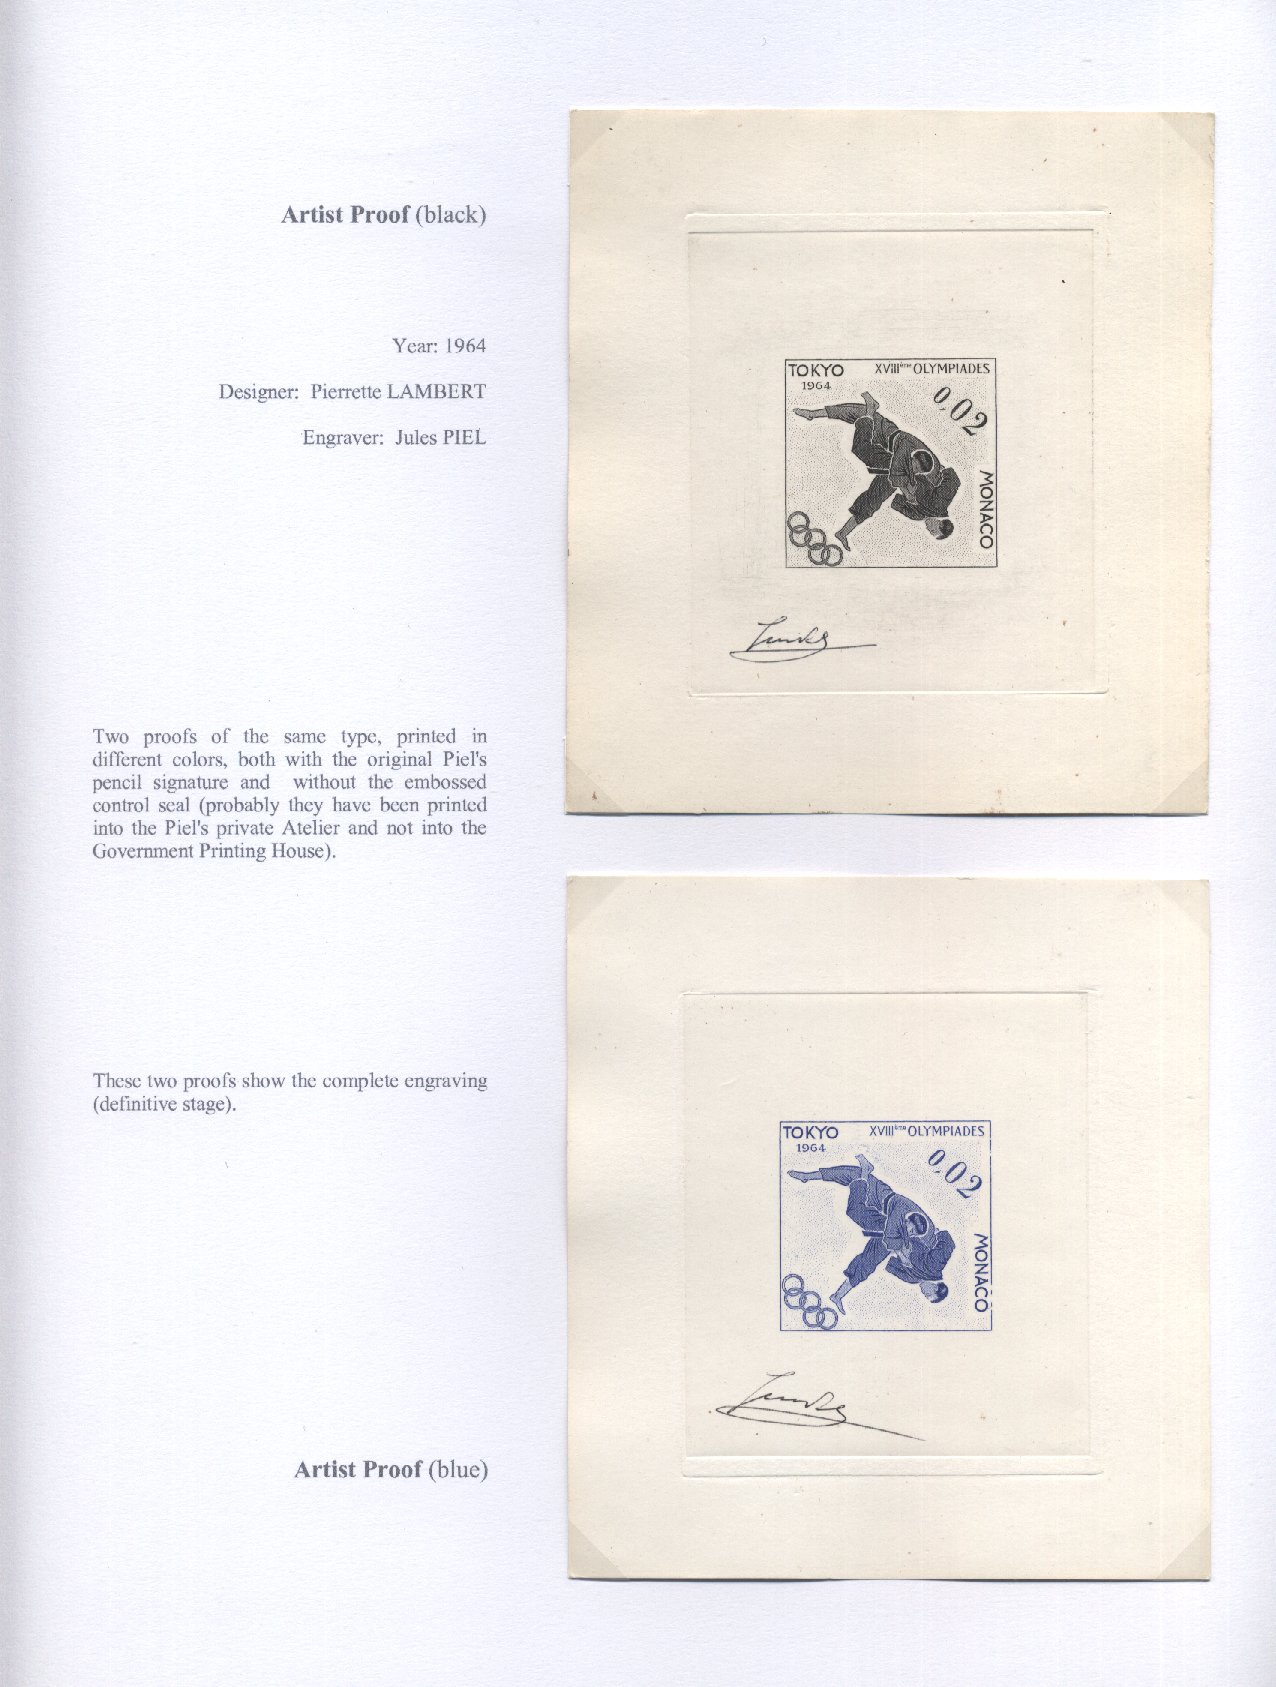 Artist Proof (black)
Year: 1964
Designer: Pierrette LAMBERT
Engraver: Jules PIEL
TOKYO XVIIIème OLYMPIADES
1964
0,02
MONACO
Two proofs of the same type, printed in
different colors, both with the original Piel's
pencil signature and without the embossed
control seal (probably they have been printed
into the Piel's private Atelier and not into the
Government Printing House).
These two proofs show the complete engraving
(definitive stage).
TOKYO XVIIIème OLYMPIADES
1964
0,02
MONACO
Artist Proof (blue)